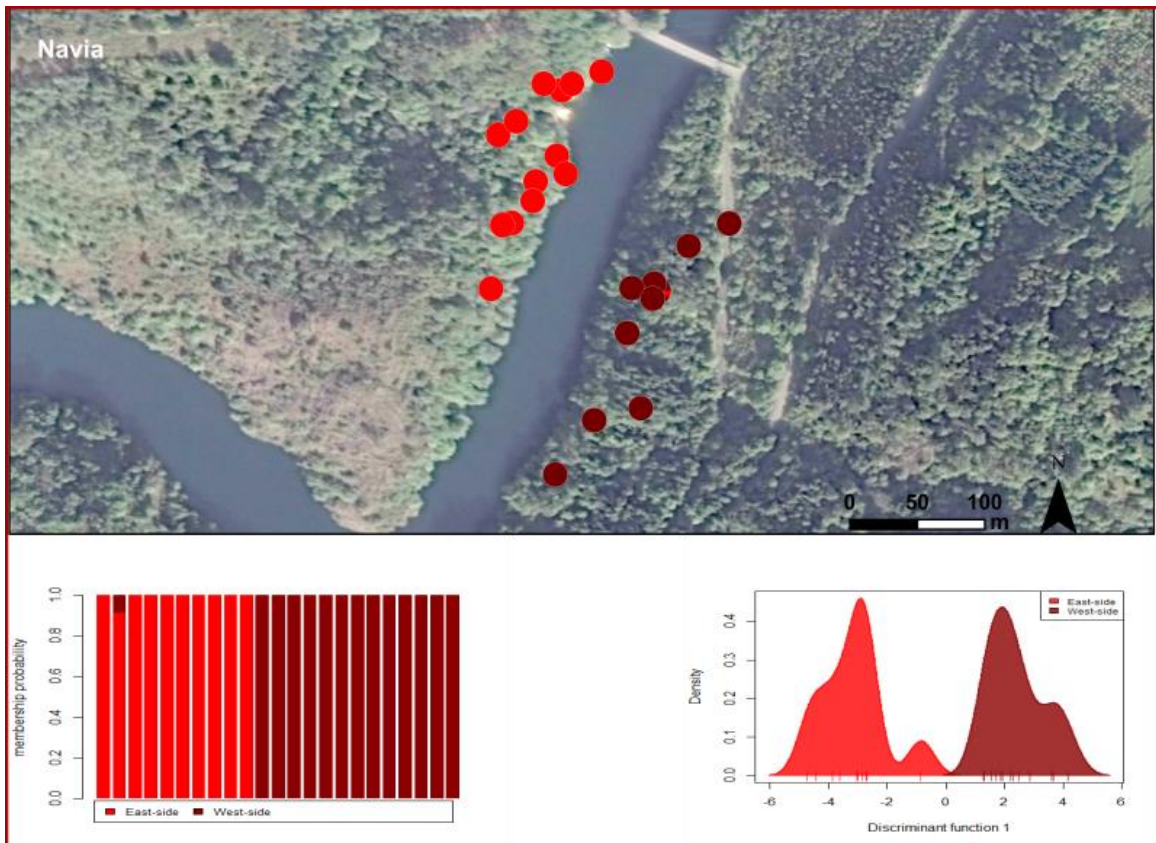 Navia
N
0 50 100
m
membership probability
0.0 0.2 0.4 0.6 0.8 1.0
East-side West-side
Density
0.0 0.1 0.2 0.3 0.4
East-side
West-side
-6 -4 -2 0 2 4 6
Discriminant function 1